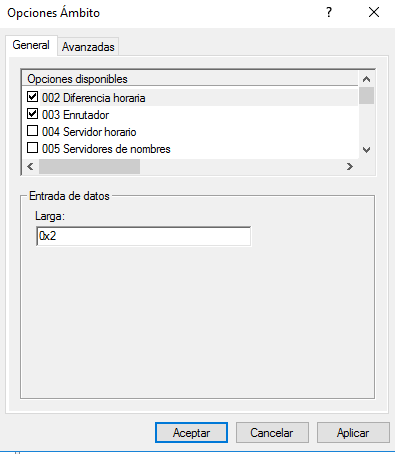 Opciones Ámbito
?
General Avanzadas
Opciones disponibles
002 Diferencia horaria
003 Enrutador
004 Servidor horario
005 Servidores de nombres
Entrada de datos
Larga:
0x2
Aceptar Cancelar Aplicar